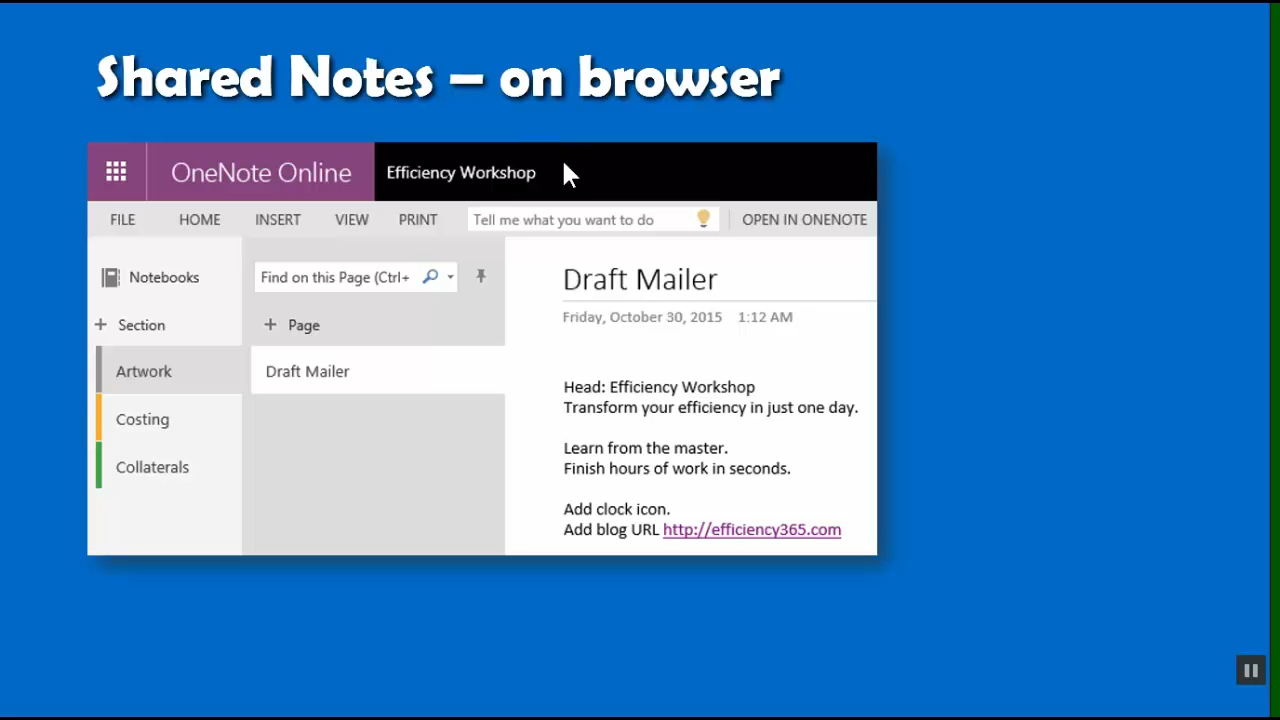 Shared Notes – on browser
OneNote Online
Efficiency Workshop
FILE HOME INSERT VIEW PRINT Tell me what you want to do OPEN IN ONENOTE
Notebooks
+ Section
Artwork
Costing
Collaterals
Find on this Page (Ctrl+
+ Page
Draft Mailer
Draft Mailer
Friday, October 30, 2015 1:12 AM
Head: Efficiency Workshop
Transform your efficiency in just one day.
Learn from the master.
Finish hours of work in seconds.
Add clock icon.
Add blog URL http://efficiency365.com